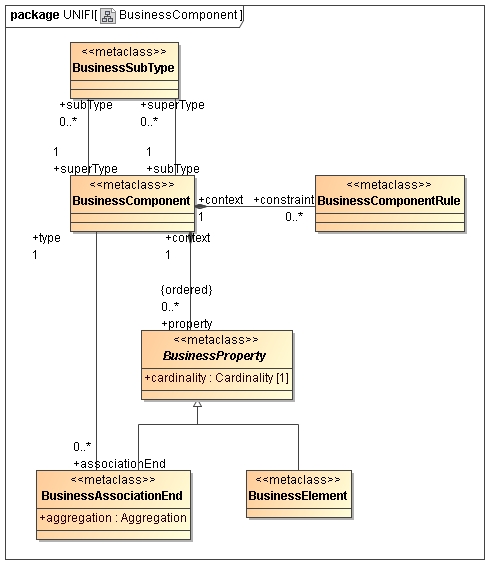 package UNIFI[ BusinessComponent]
<<metaclass>>
BusinessSubType
+subType +superType
0..* 0..*
1 1
+superType +subType
<<metaclass>>
BusinessComponent
+context +constraint
1 0..*
<<metaclass>>
BusinessComponentRule
+type +context
1 1
{ordered}
0..*
+property
<<metaclass>>
BusinessProperty
+cardinality : Cardinality [1]
0..*
+associationEnd
<<metaclass>>
BusinessAssociationEnd
+aggregation : Aggregation
<<metaclass>>
BusinessElement